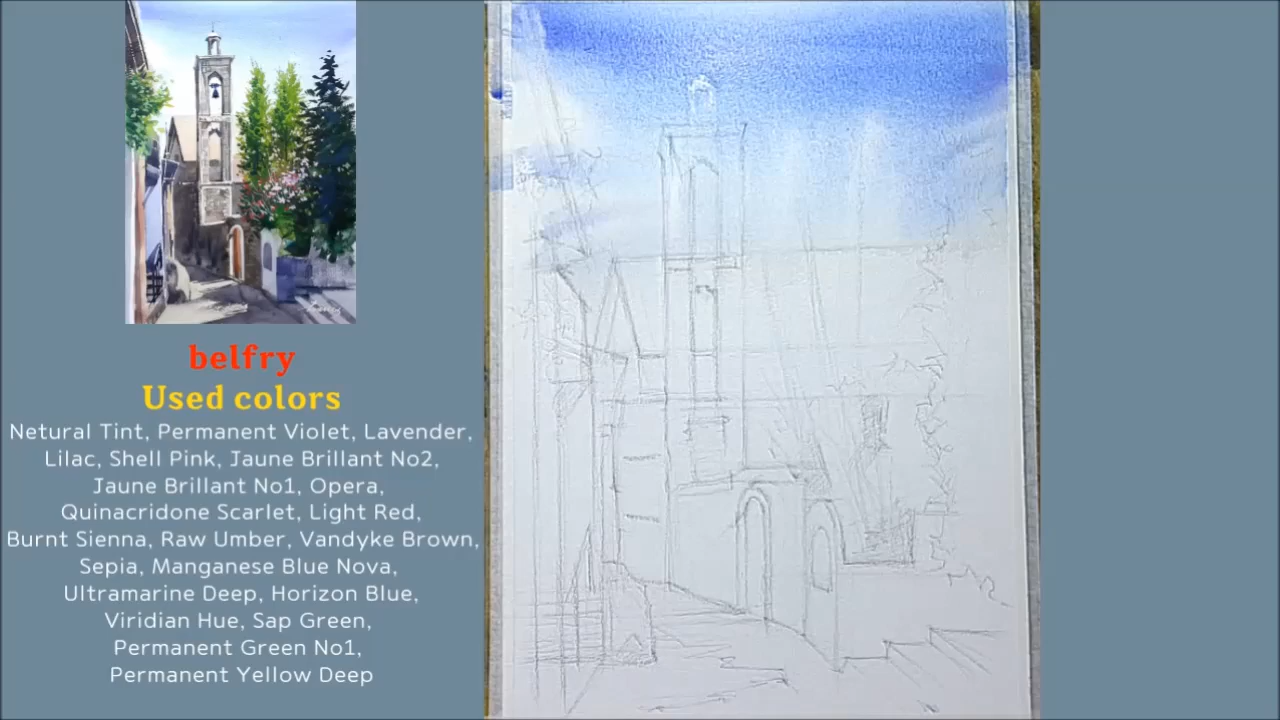 belfry
Used colors
Netural Tint, Permanent Violet, Lavender,
Lilac, Shell Pink, Jaune Brillant No2,
Jaune Brillant No1, Opera,
Quinacridone Scarlet, Light Red,
Burnt Sienna, Raw Umber, Vandyke Brown,
Sepia, Manganese Blue Nova,
Ultramarine Deep, Horizon Blue,
Viridian Hue, Sap Green,
Permanent Green No1,
Permanent Yellow Deep